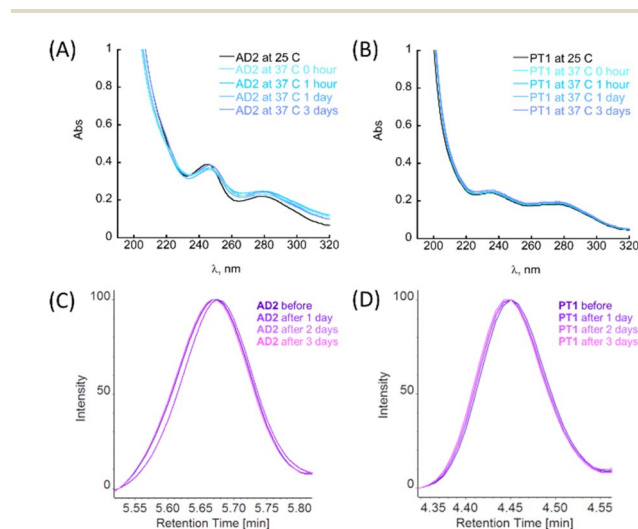 (A)
AD2 at 25 C
AD2 at 37 C 0 hour
AD2 at 37 C 1 hour
AD2 at 37 C 1 day
AD2 at 37 C 3 days
1
0.8
0.6
0.4
0.2
0
Abs
200 220 240 260 280 300 320
λ, nm
(B)
PT1 at 25 C
PT1 at 37 C 0 hour
PT1 at 37 C 1 hour
PT1 at 37 C 1 day
PT1 at 37 C 3 days
1
0.8
0.6
0.4
0.2
0
Abs
200 220 240 260 280 300 320
λ, nm
(C)
AD2 before
AD2 after 1 day
AD2 after 2 days
AD2 after 3 days
100
50
0
Intensity
5.55 5.60 5.65 5.70 5.75 5.80
Retention Time [min]
(D)
PT1 before
PT1 after 1 day
PT1 after 2 days
PT1 after 3 days
100
50
0
Intensity
4.35 4.40 4.45 4.50 4.55
Retention Time [min]